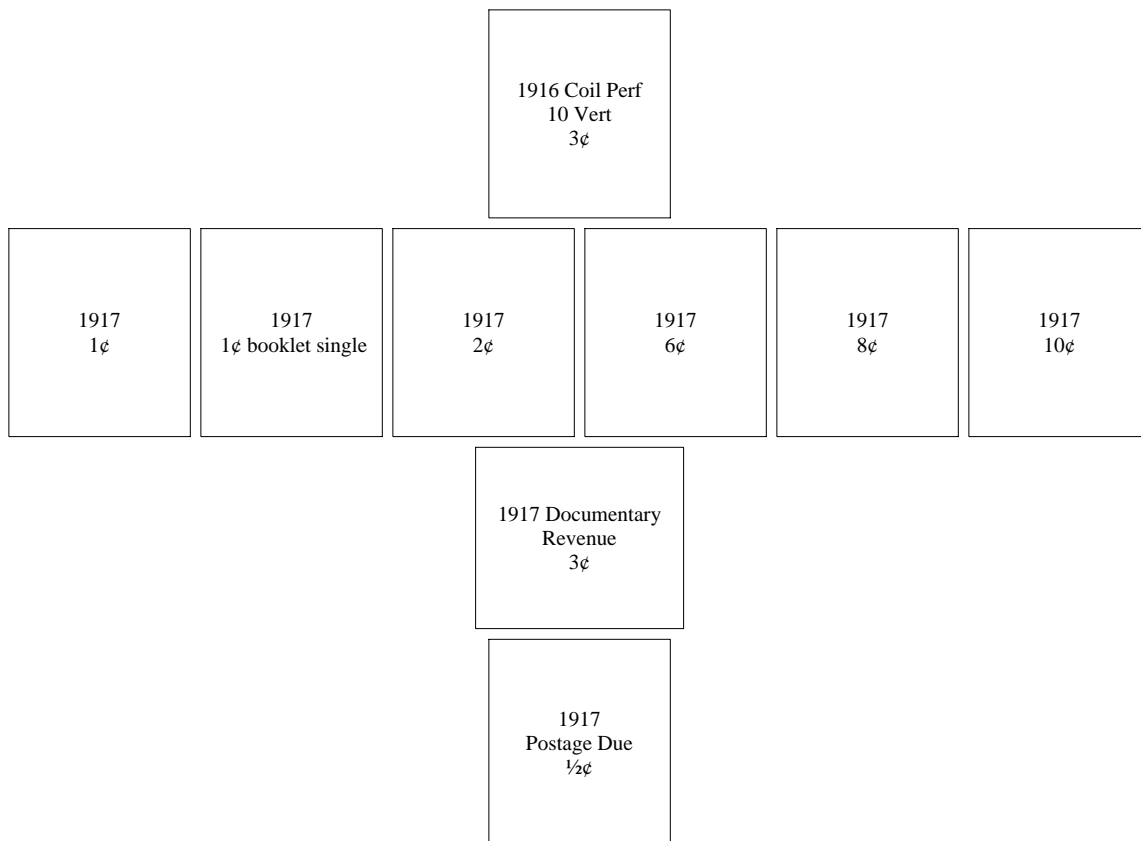 1916 Coil Perf
10 Vert
3¢
1917
1¢
1917
1¢ booklet single
1917
2¢
1917
6¢
1917
8¢
1917
10¢
1917 Documentary
Revenue
3¢
1917
Postage Due
½¢